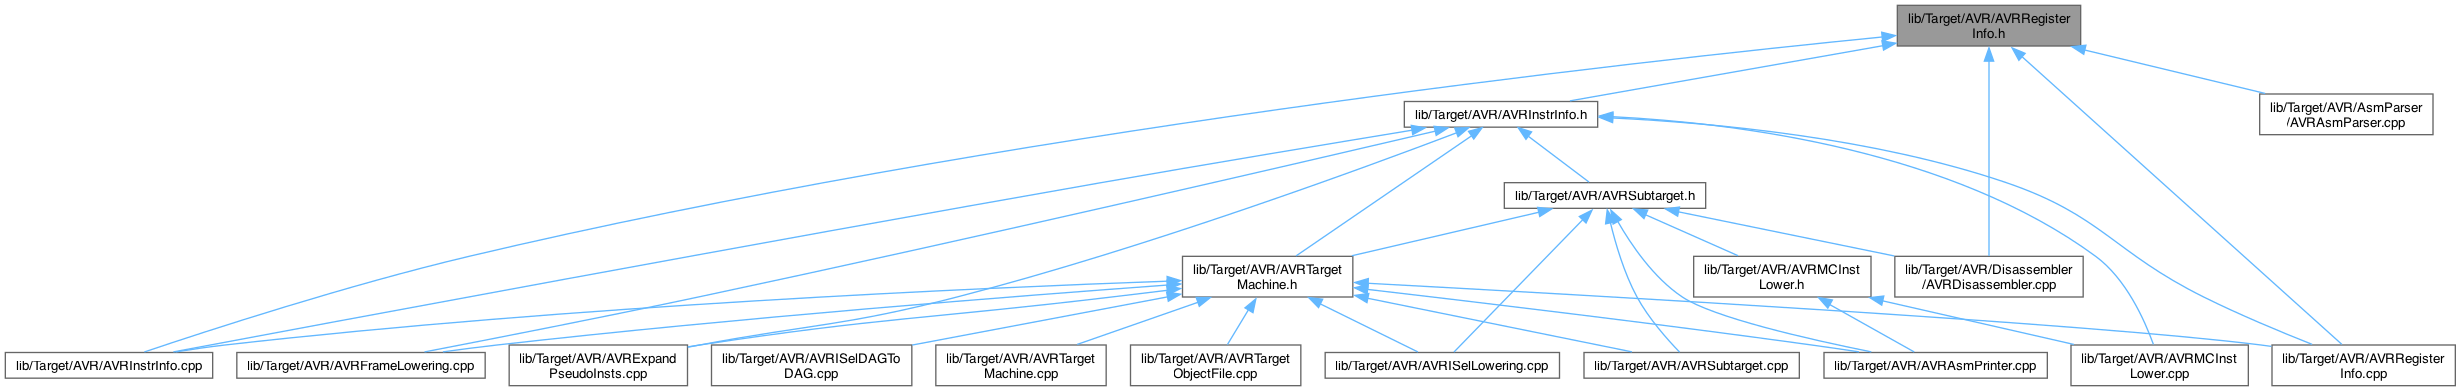 lib/Target/AVR/AVRRegister
Info.h
lib/Target/AVR/AVRInstrInfo.h
lib/Target/AVR/AsmParser
/AVRAsmParser.cpp
lib/Target/AVR/AVRSubtarget.h
lib/Target/AVR/AVRTarget
Machine.h
lib/Target/AVR/AVRMCInst
Lower.h
lib/Target/AVR/Disassembler
/AVRDisassembler.cpp
lib/Target/AVR/AVRInstrInfo.cpp
lib/Target/AVR/AVRFrameLowering.cpp
lib/Target/AVR/AVRExpand
PseudoInsts.cpp
lib/Target/AVR/AVRISelDAGTo
DAG.cpp
lib/Target/AVR/AVRTarget
Machine.cpp
lib/Target/AVR/AVRTarget
ObjectFile.cpp
lib/Target/AVR/AVRISelLowering.cpp
lib/Target/AVR/AVRSubtarget.cpp
lib/Target/AVR/AVRAsmPrinter.cpp
lib/Target/AVR/AVRMCInst
Lower.cpp
lib/Target/AVR/AVRRegister
Info.cpp